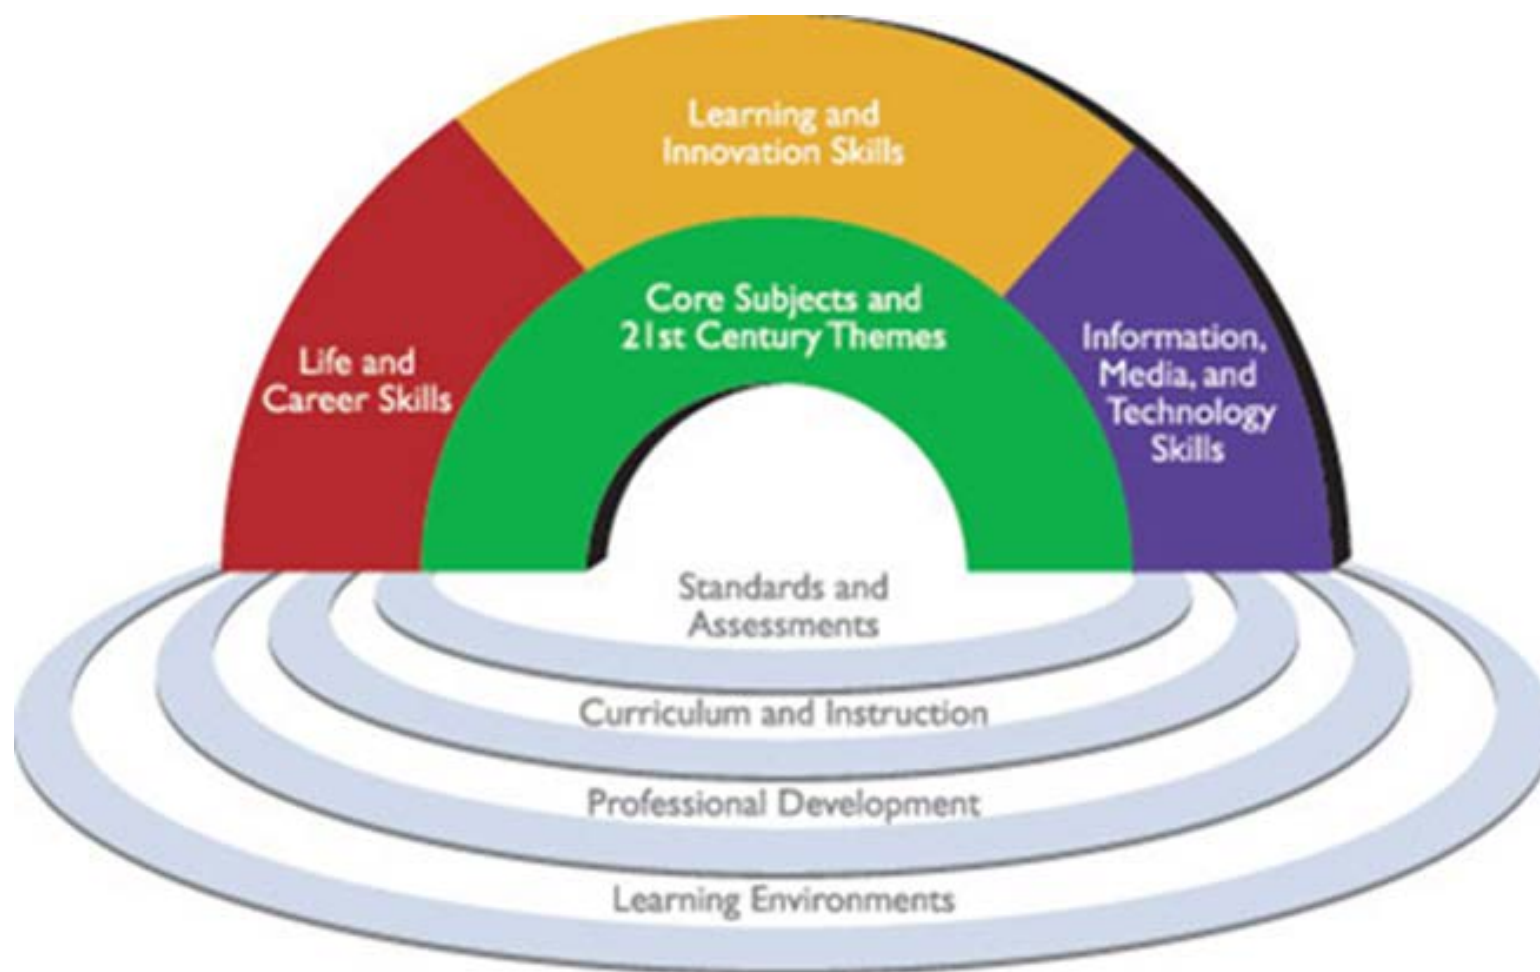 Learning and
Innovation Skills
Core Subjects and
21st Century Themes
Life and
Career Skills
Information,
Media, and
Technology
Skills
Standards and
Assessments
Curriculum and Instruction
Professional Development
Learning Environments